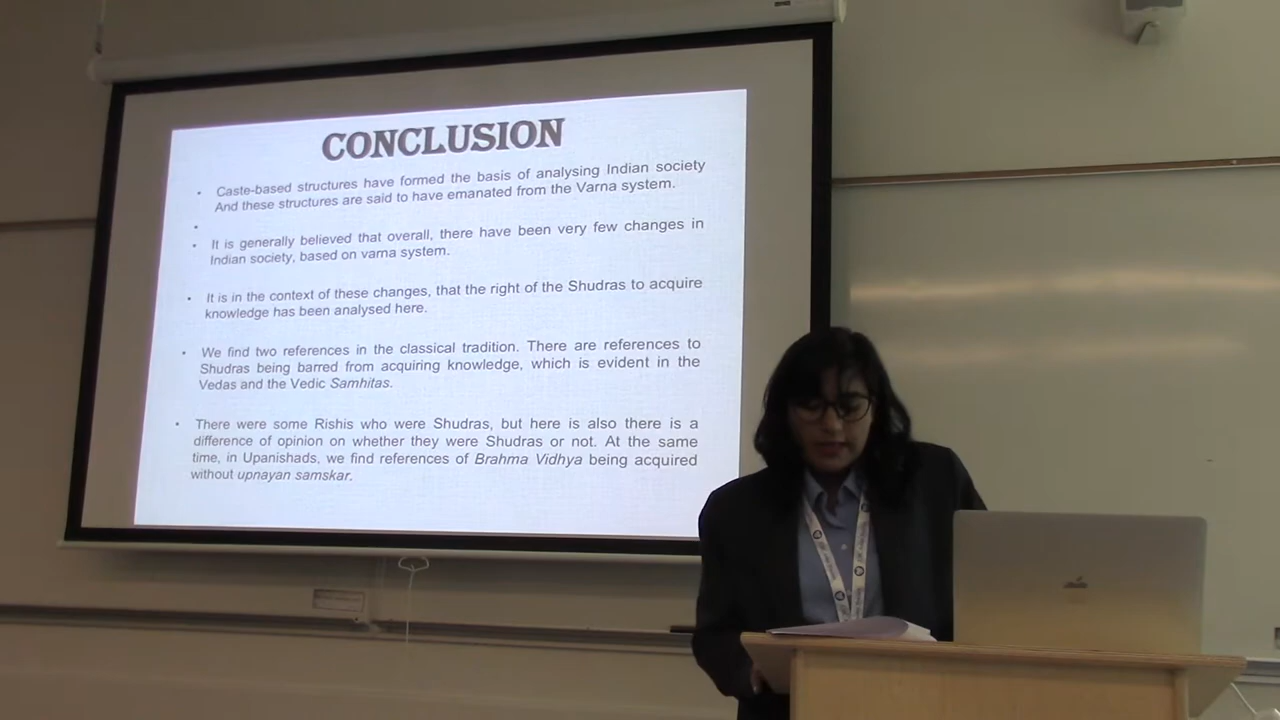 CONCLUSION
• Caste-based structures have formed the basis of analysing Indian society
And these structures are said to have emanated from the Varna system.
•
• It is generally believed that overall, there have been very few changes in
Indian society, based on varna system.
• It is in the context of these changes, that the right of the Shudras to acquire
knowledge has been analysed here.
• We find two references in the classical tradition. There are references to
Shudras being barred from acquiring knowledge, which is evident in the
Vedas and the Vedic Samhitas.
• There were some Rishis who were Shudras, but here is also there is a
difference of opinion on whether they were Shudras or not. At the same
time, in Upanishads, we find references of Brahma Vidhya being acquired
without upnayan samskar.